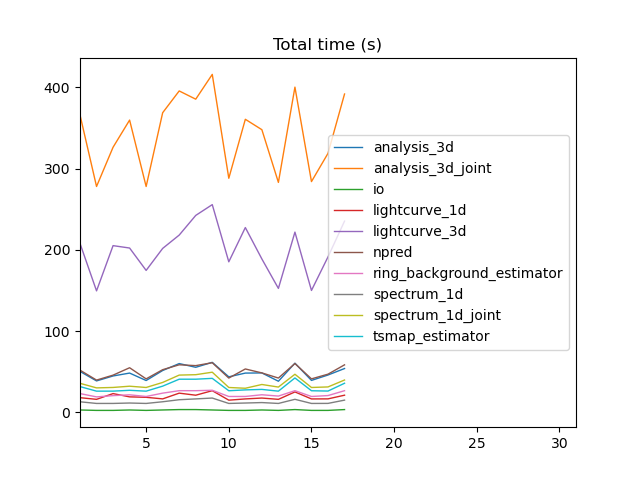 Total time (s)
400
300
200
100
0
5
10
15
20
25
30
analysis_3d
analysis_3d_joint
io
lightcurve_1d
lightcurve_3d
npred
ring_background_estimator
spectrum_1d
spectrum_1d_joint
tsmap_estimator